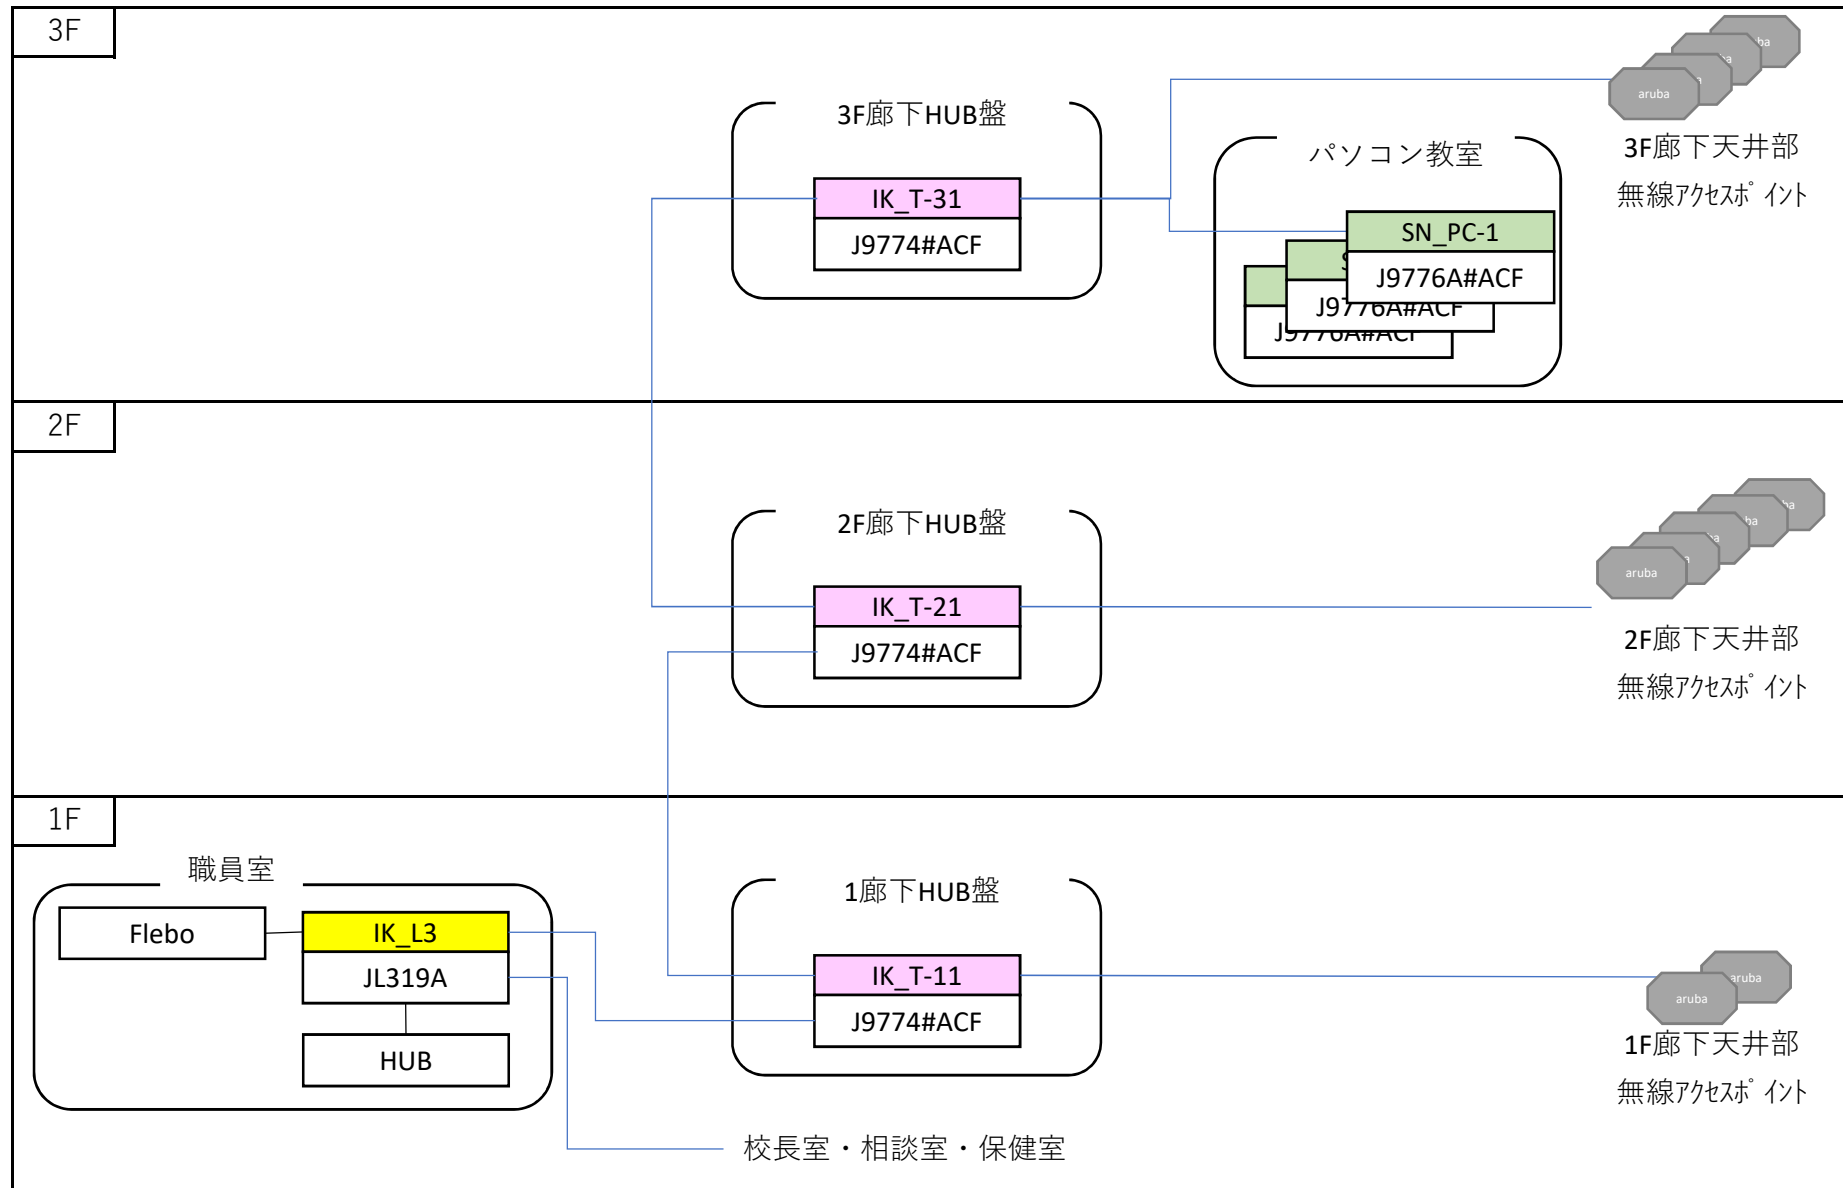 3F
3F廊下HUB盤
IK_T-31
J9774#ACF
パソコン教室
SN_PC-1
J9776A#ACF
J9776A#ACF
J9776A#ACF
ba
a
a
aruba
3F廊下天井部
無線ｱｸｾｽﾎﾟｲﾝﾄ
2F
2F廊下HUB盤
IK_T-21
J9774#ACF
ba
ba
a
a
aruba
2F廊下天井部
無線ｱｸｾｽﾎﾟｲﾝﾄ
1F
職員室
Flebo
IK_L3
JL319A
HUB
1廊下HUB盤
IK_T-11
J9774#ACF
aruba
aruba
1F廊下天井部
無線ｱｸｾｽﾎﾟｲﾝﾄ
校長室・相談室・保健室